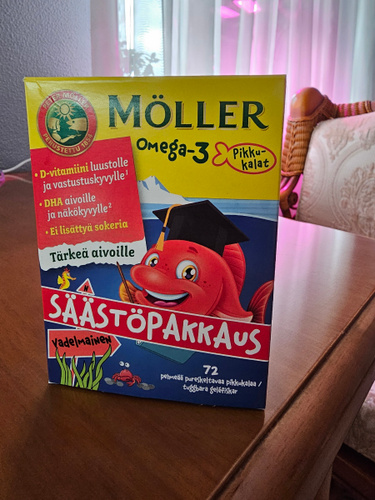 MÖLLER
Omega-3
Pikku-
kalat
• D-vitamiini luustolle
ja vastustuskyvylle¹
• DHA aivoille
ja näkökyvylle²
• Ei lisättyä sokeria
Tärkeä aivoille
SÄÄSTÖPAKKAUS
Vadelmainen
72
pehmeää pureskeltavaa pikkukalaa /
tuggbara geléfiskar